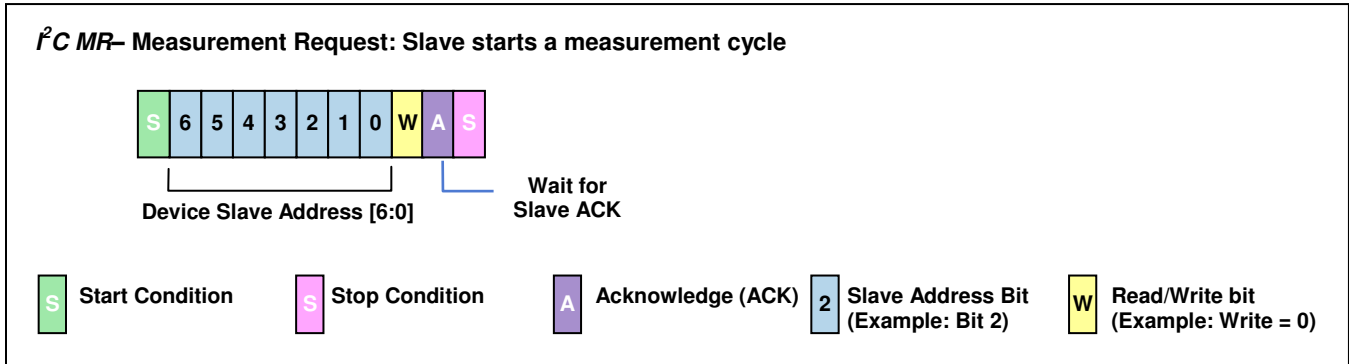 I²C MR– Measurement Request: Slave starts a measurement cycle
S 6 5 4 3 2 1 0 W A S
Device Slave Address [6:0]
Wait for
Slave ACK
S Start Condition
S Stop Condition
A Acknowledge (ACK)
2 Slave Address Bit
(Example: Bit 2)
W Read/Write bit
(Example: Write = 0)